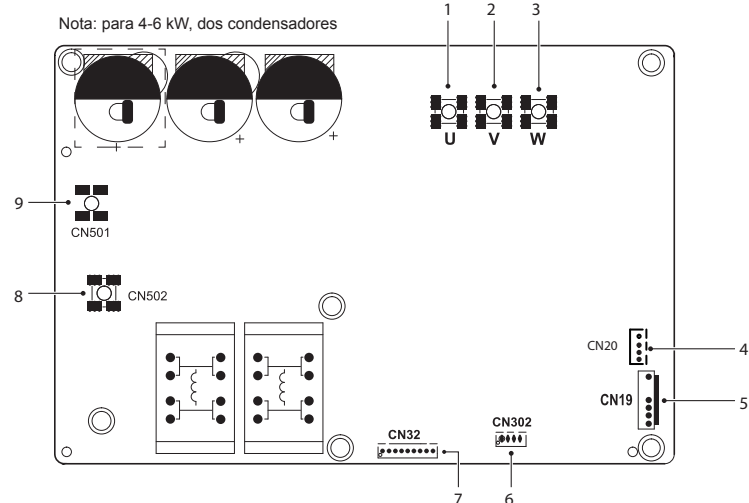 Nota: para 4-6 kW, dos condensadores
1 2 3
+ + +
U V W
9
CN501
8 CN502
CN20 4
CN19 5
CN32 CN302
7 6